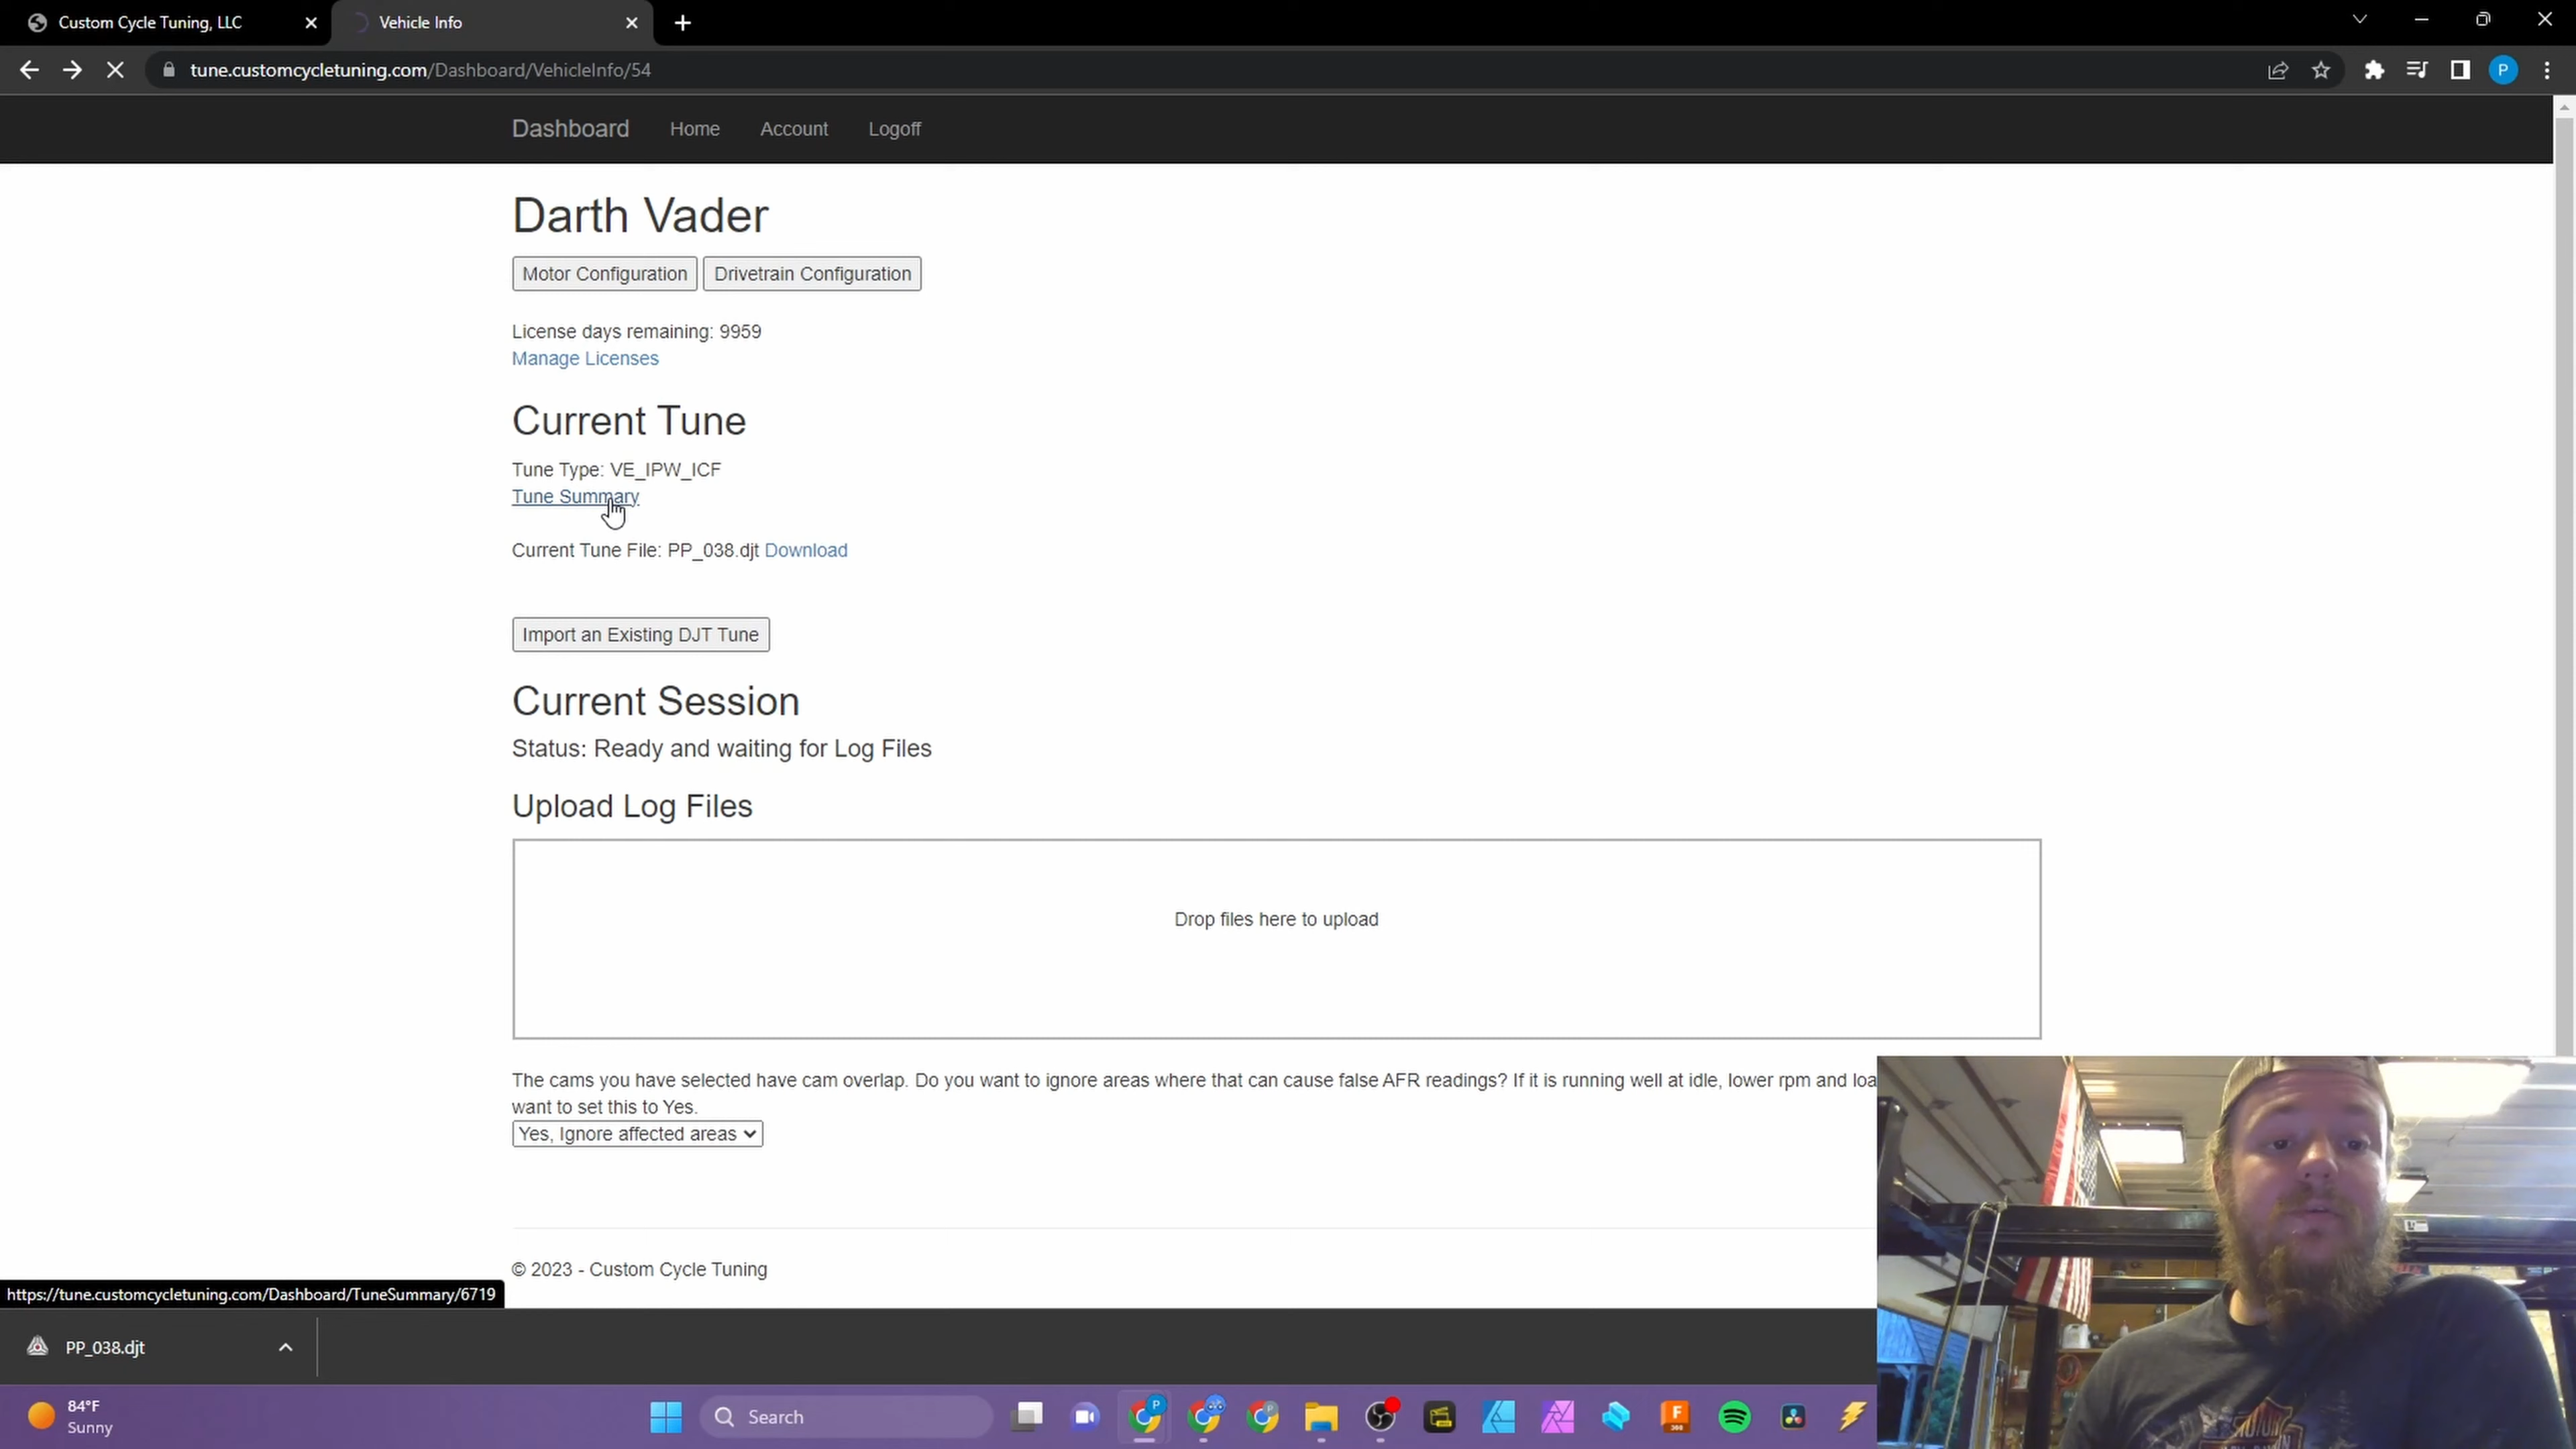 Custom Cycle Tuning, LLC
Vehicle Info
tune.customcycletuning.com/Dashboard/VehicleInfo/54
P
Dashboard Home Account Logoff
Darth Vader
Motor Configuration Drivetrain Configuration
License days remaining: 9959
Manage Licenses
Current Tune
Tune Type: VE_IPW_ICF
Tune Summary
Current Tune File: PP_038.djt Download
Import an Existing DJT Tune
Current Session
Status: Ready and waiting for Log Files
Upload Log Files
Drop files here to upload
The cams you have selected have cam overlap. Do you want to ignore areas where that can cause false AFR readings? If it is running well at idle, lower rpm and loa
want to set this to Yes.
Yes, Ignore affected areas
© 2023 - Custom Cycle Tuning
https://tune.customcycletuning.com/Dashboard/TuneSummary/6719
PP_038.djt
84°F
Sunny
Search